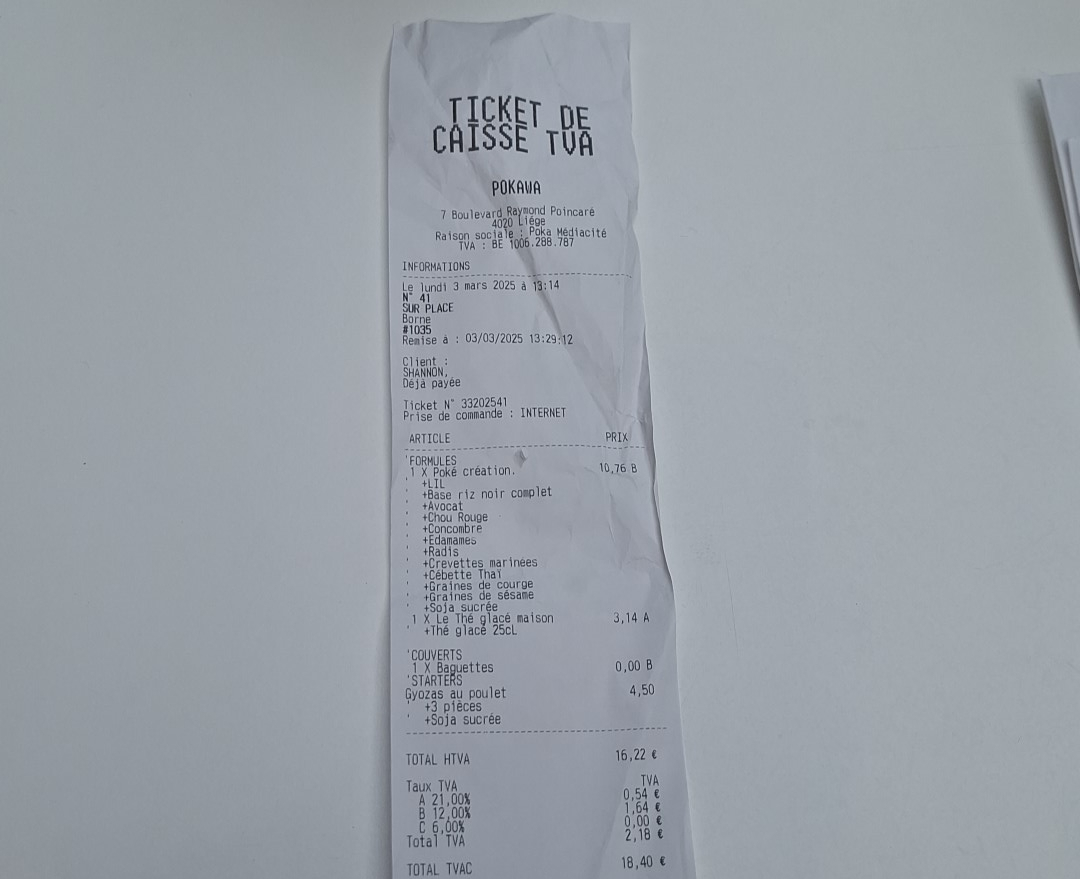 TICKET DE
CAISSE TVA
POKAWA
7 Boulevard Raymond Poincaré
4020 Liège
Raison sociale : Poka Médiacité
TVA : BE 1006.288.787
INFORMATIONS
Le lundi 3 mars 2025 à 13:14
N° 41
SUR PLACE
Borne
#1035
Remise à : 03/03/2025 13:29:12
Client :
SHANNON,
Déjà payée
Ticket N° 33202541
Prise de commande : INTERNET
ARTICLE PRIX
'FORMULES
1 X Poké création. 10,76 B
' +LIL
' +Base riz noir complet
' +Avocat
' +Chou Rouge
' +Concombre
' +Edamames
' +Radis
' +Crevettes marinées
' +Cébette Thaï
' +Graines de courge
' +Graines de sésame
' +Soja sucrée
1 X Le Thé glacé maison 3,14 A
' +Thé glacé 25cL
'COUVERTS
1 X Baguettes 0,00 B
'STARTERS
Gyozas au poulet 4,50
' +3 pièces
' +Soja sucrée
TOTAL HTVA 16,22 €
Taux TVA TVA
A 21,00% 0,54 €
B 12,00% 1,64 €
C 6,00% 0,00 €
Total TVA 2,18 €
TOTAL TVAC 18,40 €